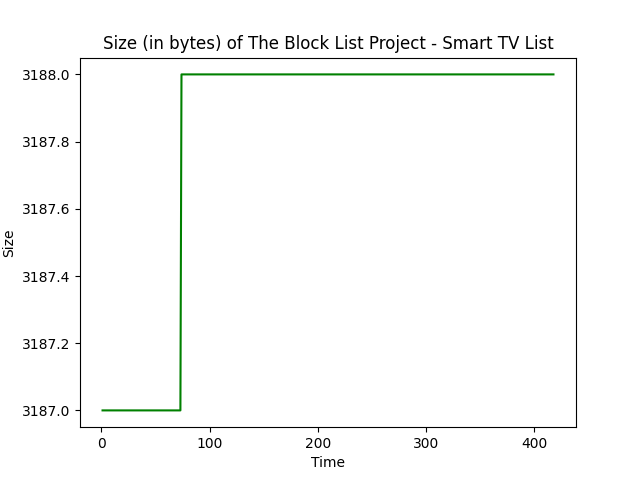 Size (in bytes) of The Block List Project - Smart TV List
3188.0
3187.8
3187.6
3187.4
3187.2
3187.0
Size
0 100 200 300 400
Time